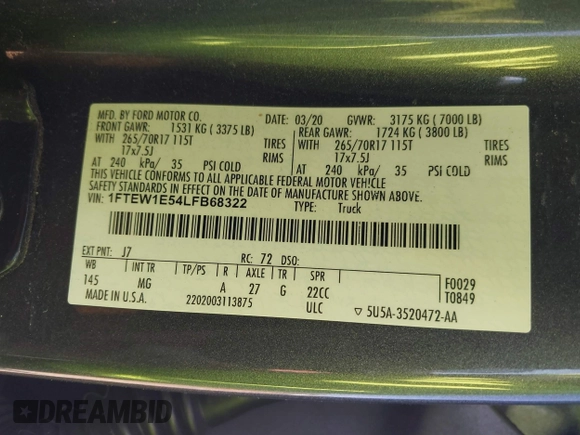 MFD. BY FORD MOTOR CO.
DATE: 03/20 GVWR: 3175 KG ( 7000 LB)
FRONT GAWR: 1531 KG ( 3375 LB) REAR GAWR: 1724 KG ( 3800 LB)
WITH 265/70R17 115T TIRES WITH 265/70R17 115T TIRES
17x7.5J RIMS 17x7.5J RIMS
AT 240 kPa/ 35 PSI COLD AT 240 kPa/ 35 PSI COLD
THIS VEHICLE CONFORMS TO ALL APPLICABLE FEDERAL MOTOR VEHICLE
SAFETY STANDARDS IN EFFECT ON THE DATE OF MANUFACTURE SHOWN ABOVE.
VIN: 1FTEW1E54LFB68322
TYPE: Truck
EXT PNT: J7 RC: 72 DSO:
WB INT TR TP/PS R AXLE TR SPR F0029
145 MG A 27 G 22CC T0849
MADE IN U.S.A. 2202003113875 ULC ▽ 5U5A-3520472-AA
DREAMBID